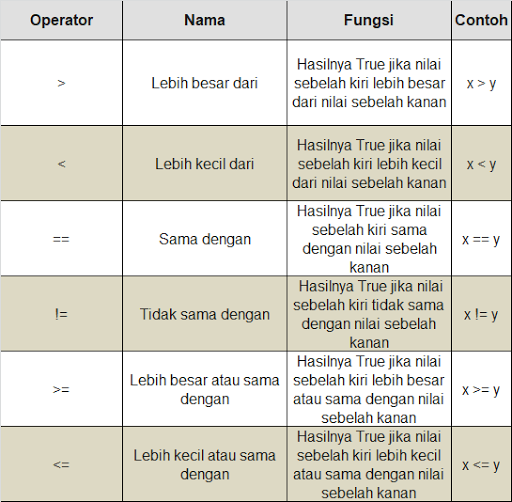 Operator Nama Fungsi Contoh
> Lebih besar dari Hasilnya True jika nilai
sebelah kiri lebih besar
dari nilai sebelah kanan x > y
< Lebih kecil dari Hasilnya True jika nilai
sebelah kiri lebih kecil
dari nilai sebelah kanan x < y
== Sama dengan Hasilnya True jika nilai
sebelah kiri sama
dengan nilai sebelah
kanan x == y
!= Tidak sama dengan Hasilnya True jika nilai
sebelah kiri tidak sama
dengan nilai sebelah
kanan x != y
>= Lebih besar atau sama
dengan Hasilnya True jika nilai
sebelah kiri lebih besar
atau sama dengan nilai
sebelah kanan x >= y
<= Lebih kecil atau sama
dengan Hasilnya True jika nilai
sebelah kiri lebih kecil
atau sama dengan nilai
sebelah kanan x <= y